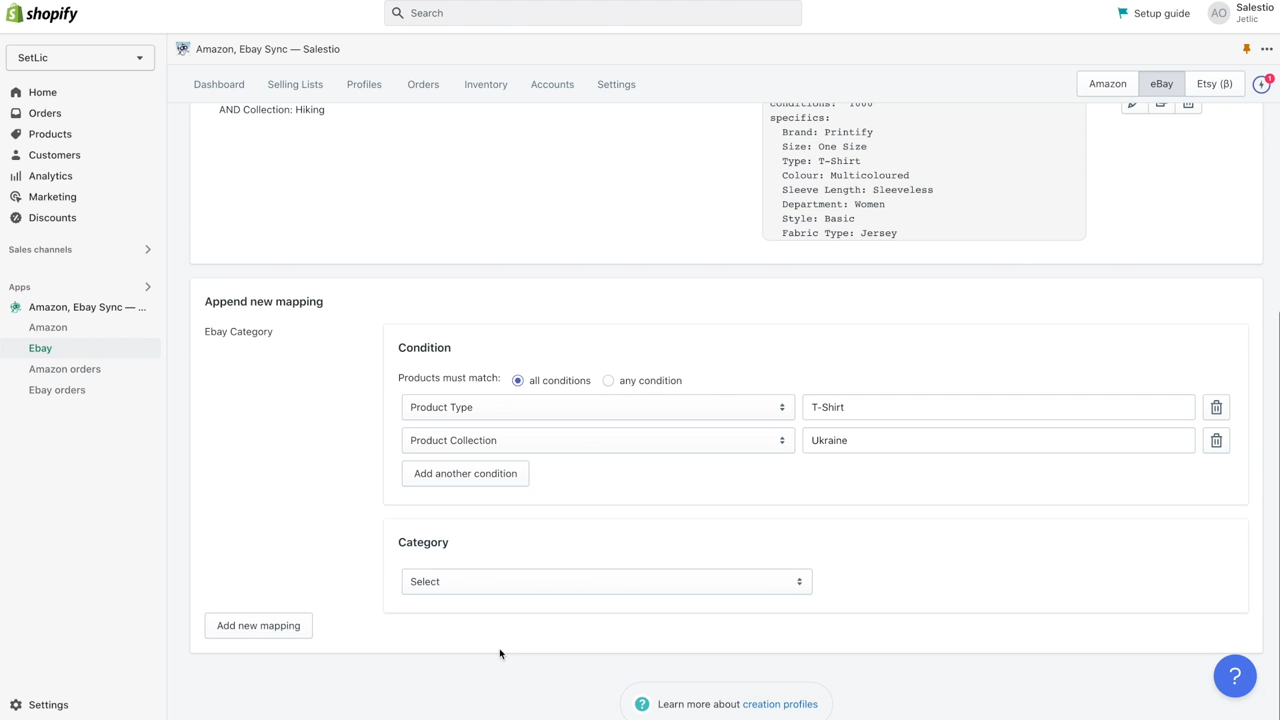 shopify
Search
Setup guide
AO
Salestio
Jetlic
SetLic
Amazon, Ebay Sync — Salestio
Dashboard
Selling Lists
Profiles
Orders
Inventory
Accounts
Settings
Amazon
eBay
Etsy (β)
1
Home
Orders
Products
Customers
Analytics
Marketing
Discounts
Sales channels
Apps
Amazon, Ebay Sync — ...
Amazon
Ebay
Amazon orders
Ebay orders
Settings
AND Collection: Hiking
specifics:
Brand: Printify
Size: One Size
Type: T-Shirt
Colour: Multicoloured
Sleeve Length: Sleeveless
Department: Women
Style: Basic
Fabric Type: Jersey
Append new mapping
Ebay Category
Condition
Products must match:
all conditions
any condition
Product Type
T-Shirt
Product Collection
Ukraine
Add another condition
Category
Select
Add new mapping
?
? Learn more about creation profiles